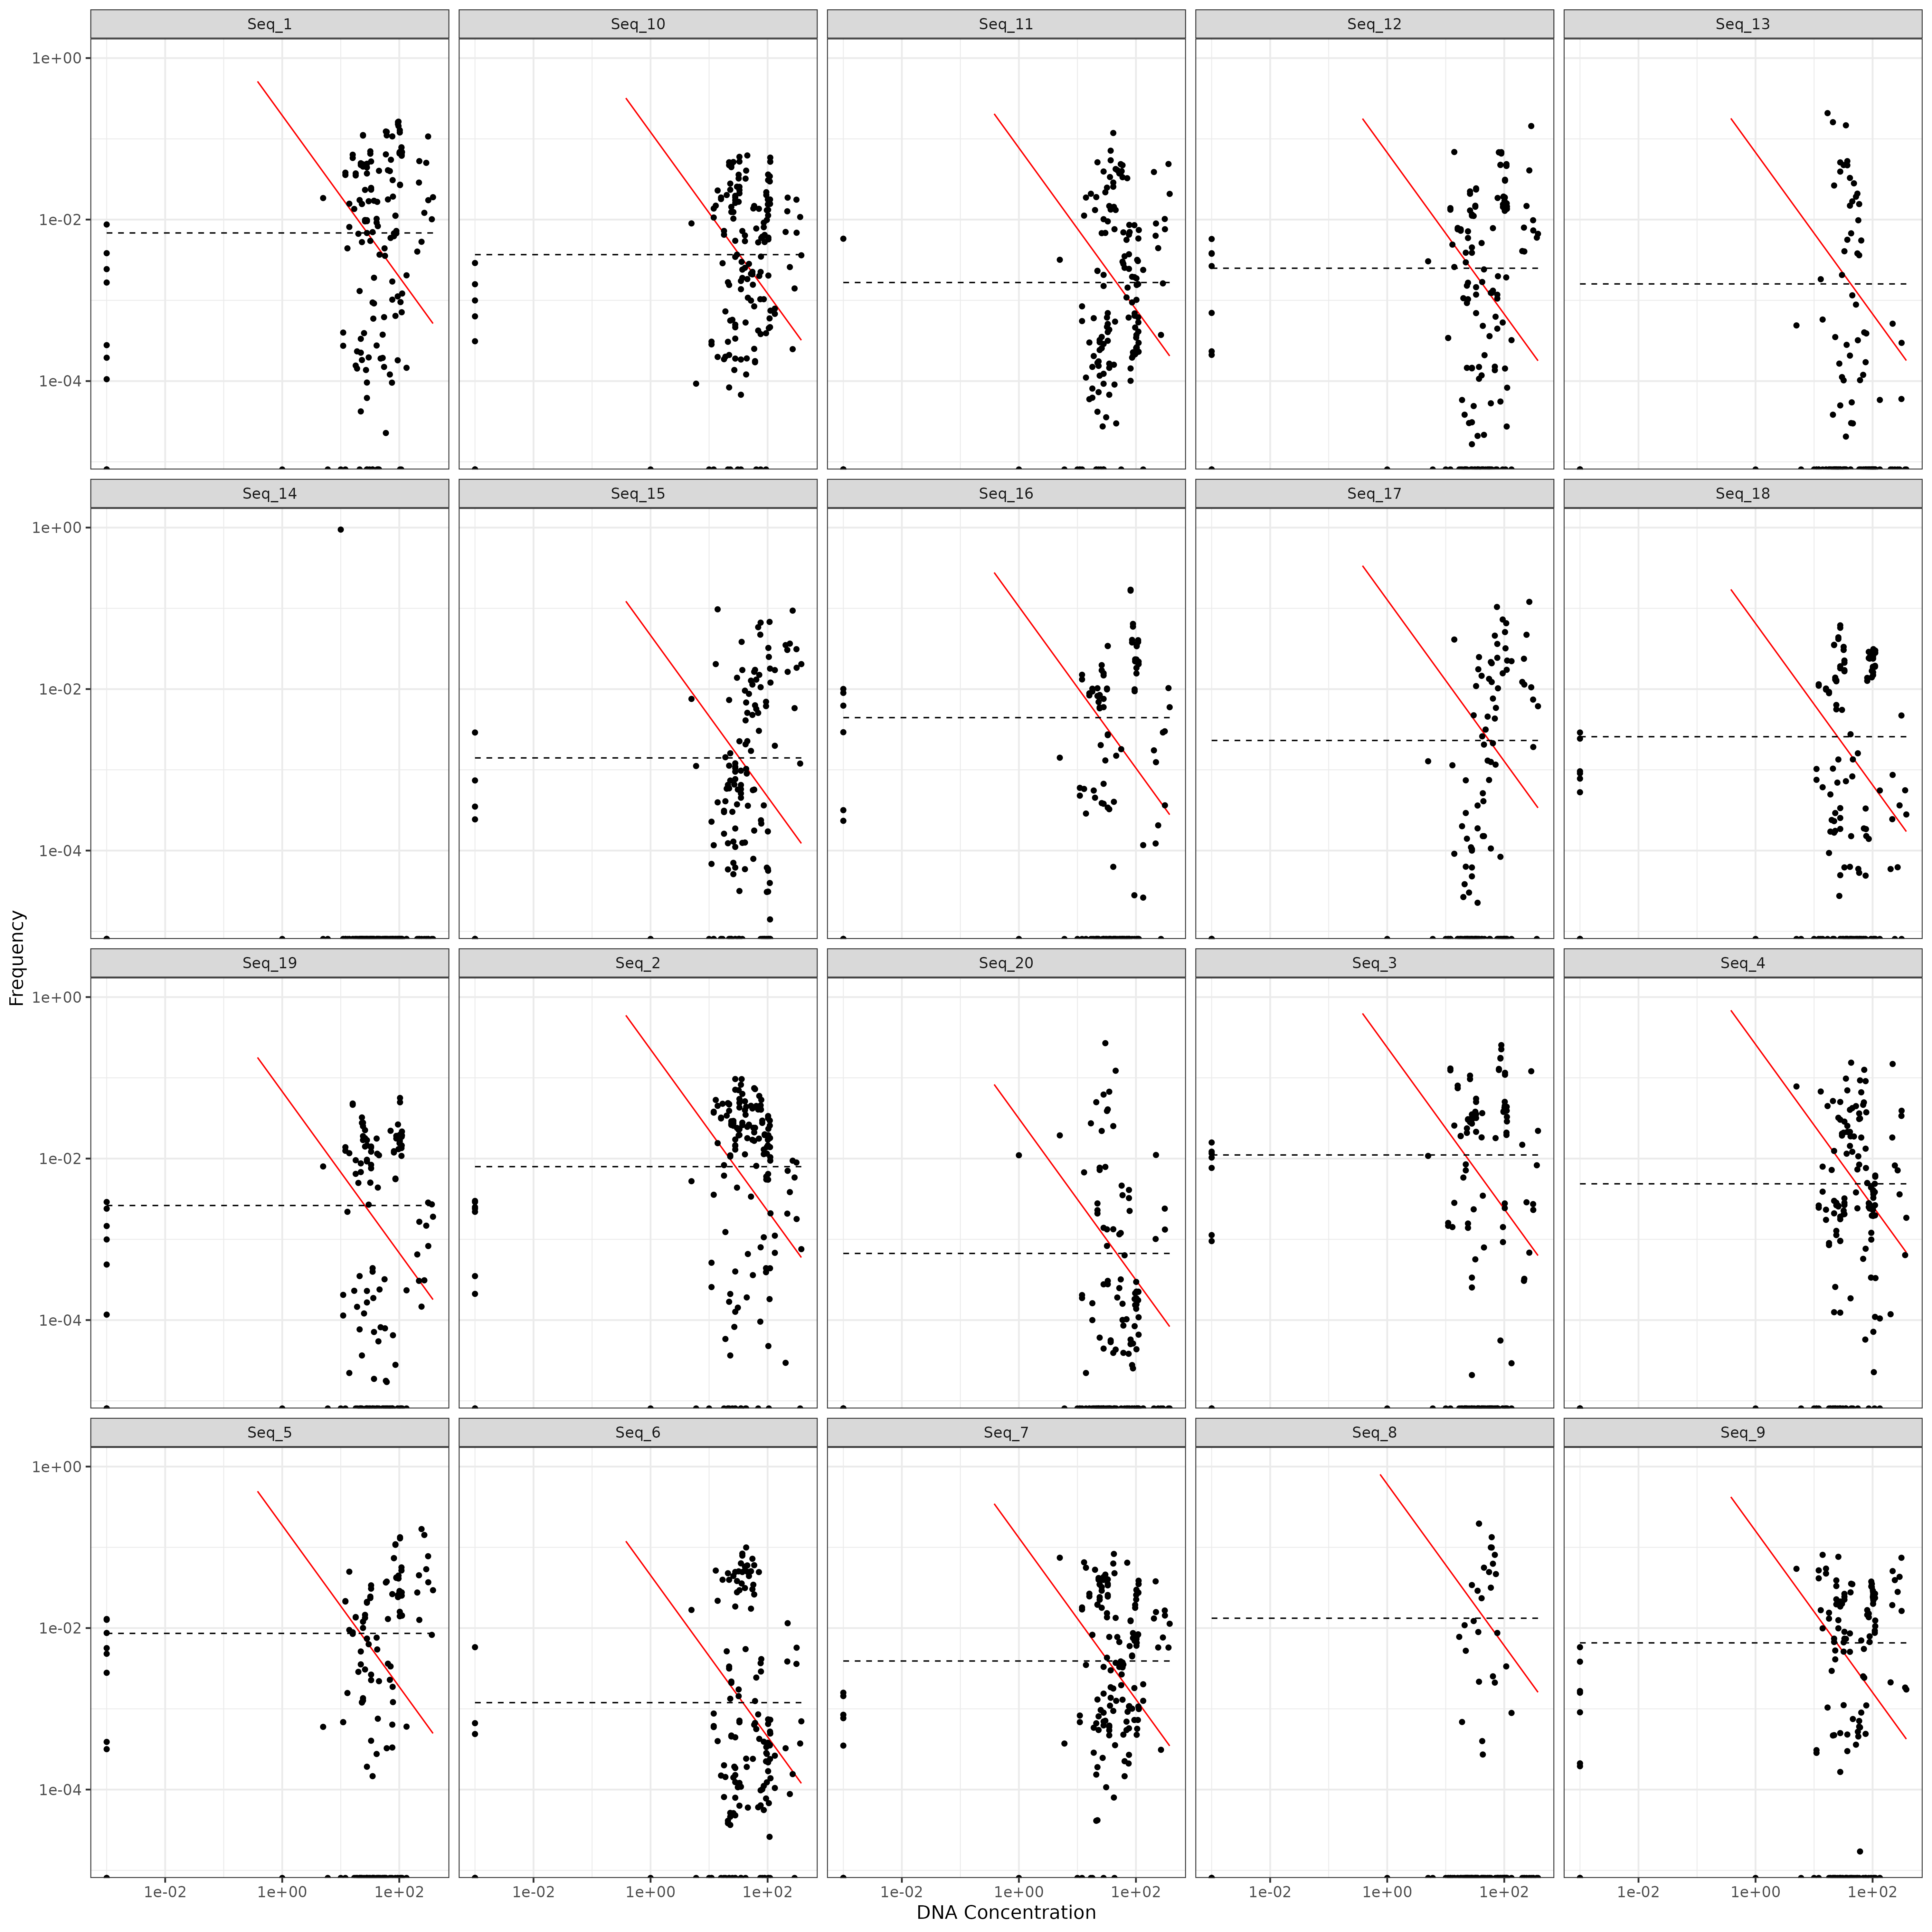 Seq_1 Seq_10 Seq_11 Seq_12 Seq_13
1e+00
1e-02
1e-04
Seq_14 Seq_15 Seq_16 Seq_17 Seq_18
1e+00
1e-02
1e-04
Frequency
Seq_19 Seq_2 Seq_20 Seq_3 Seq_4
1e+00
1e-02
1e-04
Seq_5 Seq_6 Seq_7 Seq_8 Seq_9
1e+00
1e-02
1e-04
1e-02 1e+00 1e+02 1e-02 1e+00 1e+02 1e-02 1e+00 1e+02 1e-02 1e+00 1e+02 1e-02 1e+00 1e+02
DNA Concentration